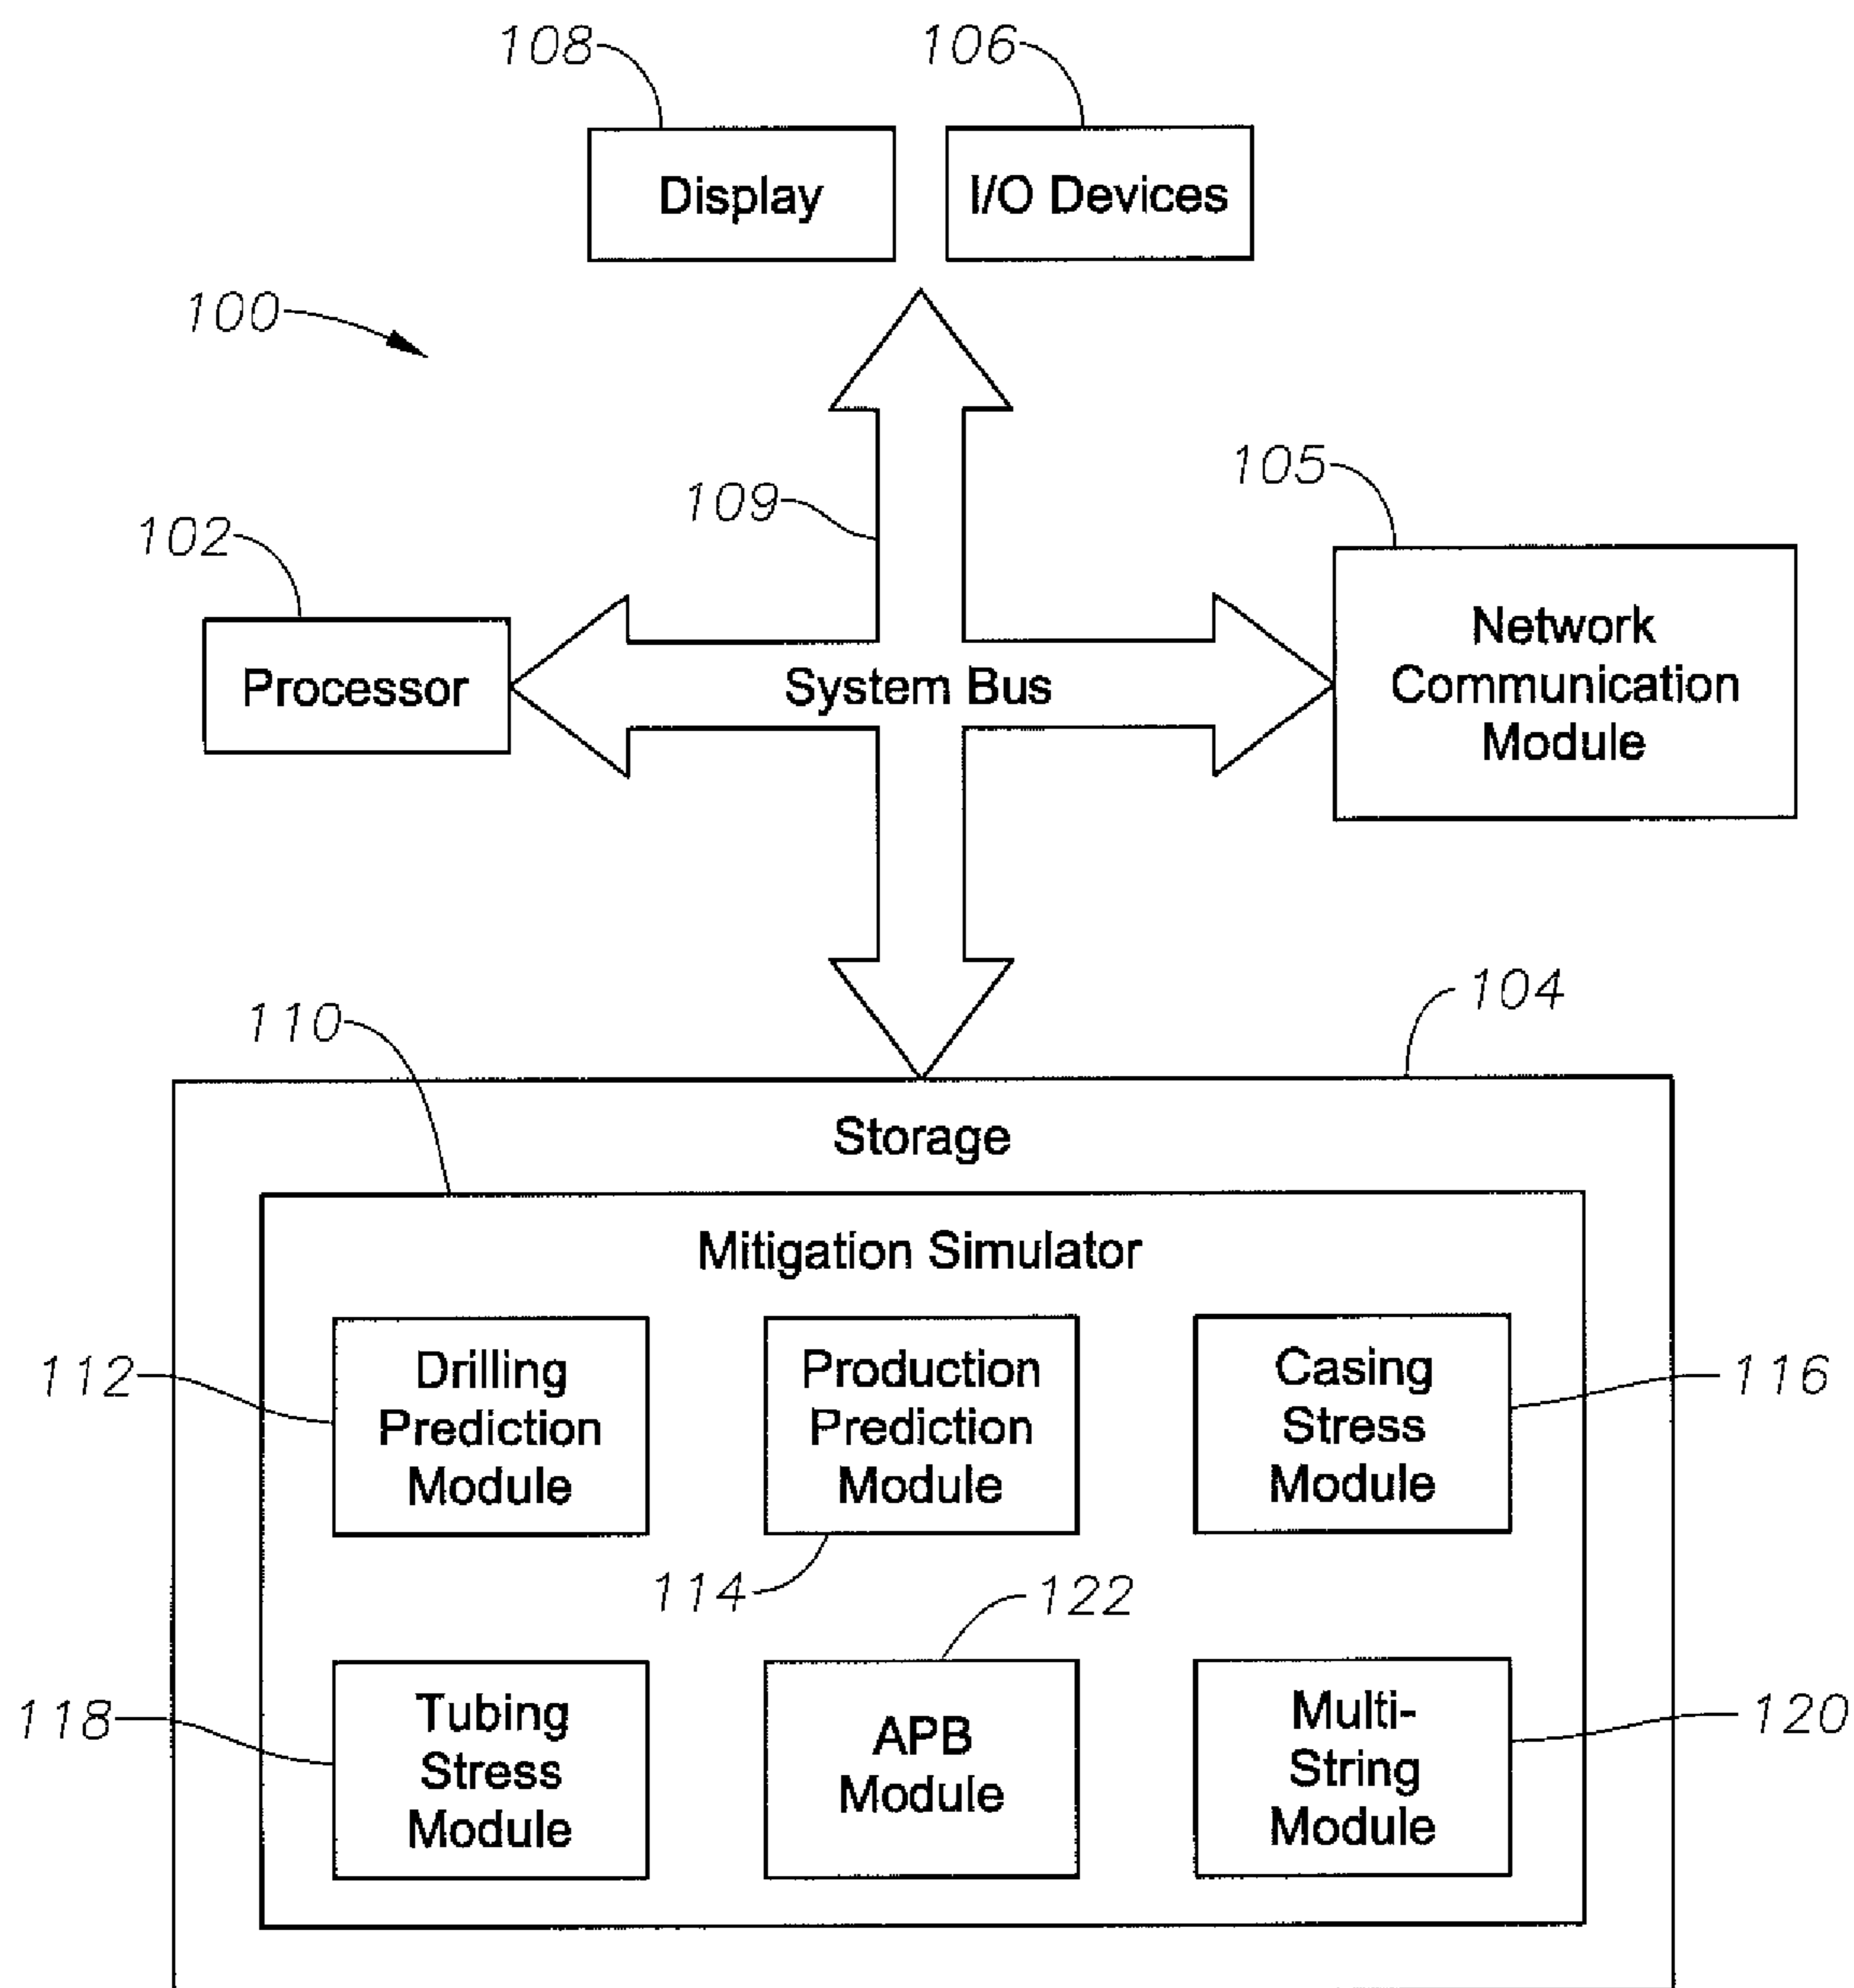 108
106
Display
I/O Devices
100
105
109
102
Network
Communication
Module
Processor
System Bus
104
110
Storage
Mitigation Simulator
112
Drilling
Prediction
Module
Production
Prediction
Module
Casing
Stress
Module
116
114
122
118
Tubing
Stress
Module
APB
Module
Multi-
String
Module
120